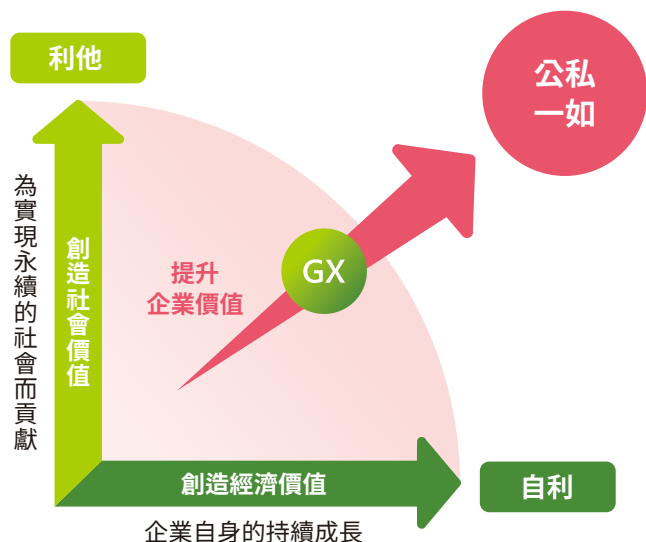 利他
公私
一如
為實現永續的社會而貢獻
創造社會價值
提升
企業價值
GX
創造經濟價值
自利
企業自身的持續成長